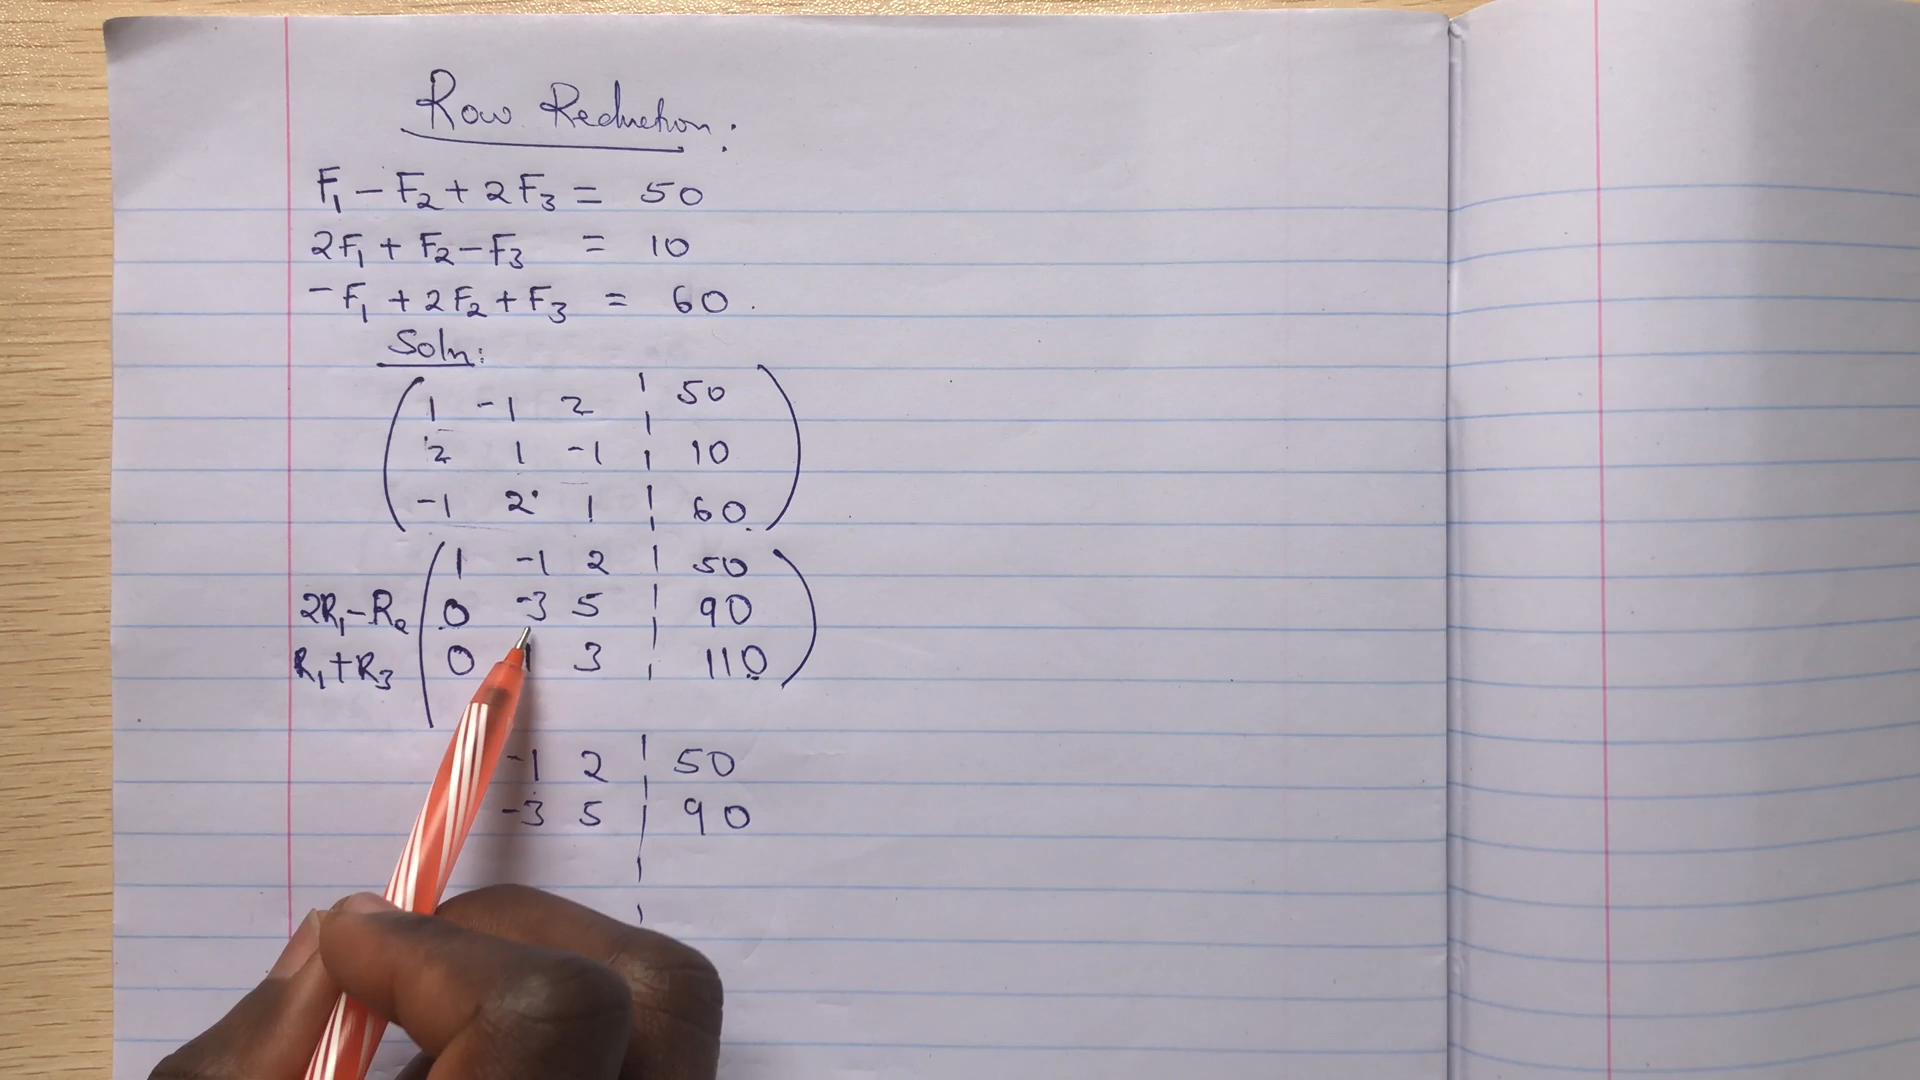 Row Reduction:
F₁ - F₂ + 2F₃ = 50
2F₁ + F₂ - F₃ = 10
-F₁ + 2F₂ + F₃ = 60.
Soln:
1 -1 2 | 50
2 1 -1 | 10
-1 2 1 | 60
1 -1 2 | 50
2R₁-R₂ 0 -3 5 | 90
R₁+R₃ 0 1 3 | 110
-1 2 | 50
-3 5 | 90